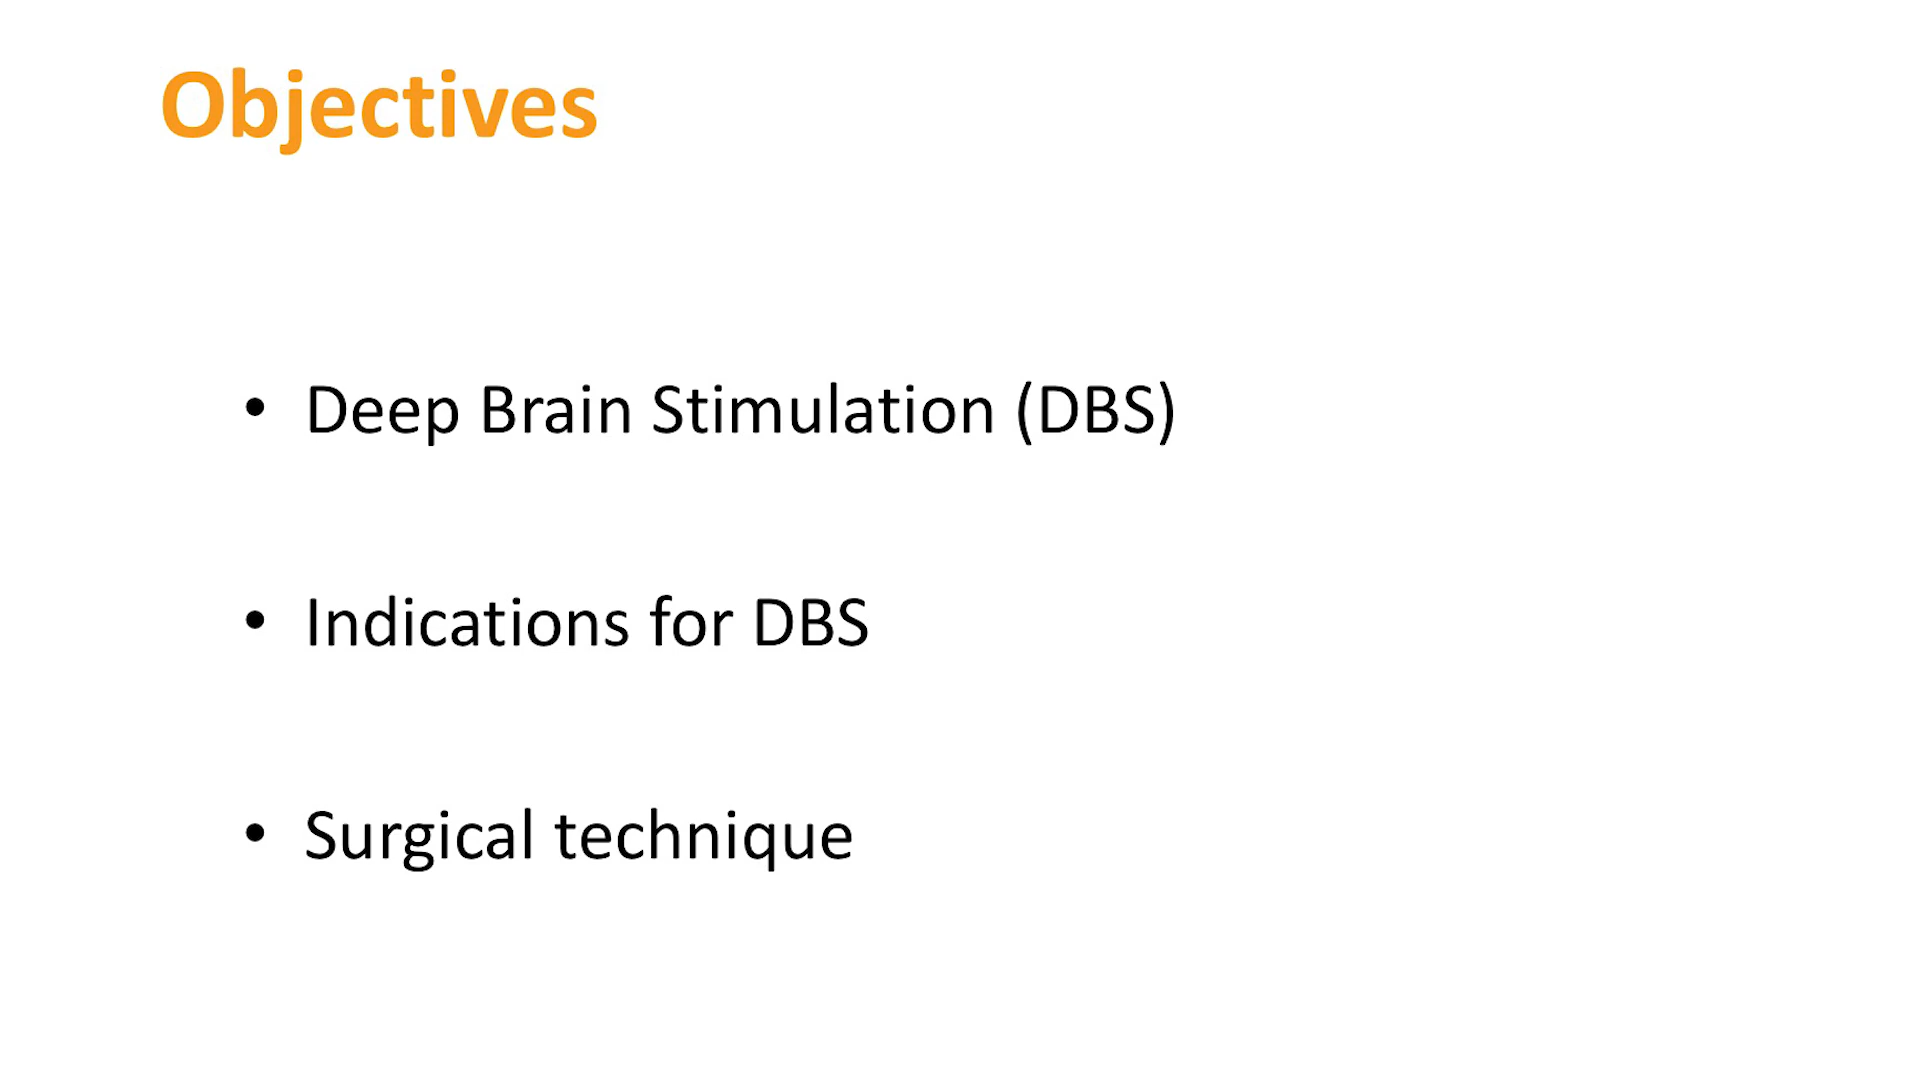 Objectives
• Deep Brain Stimulation (DBS)
• Indications for DBS
• Surgical technique